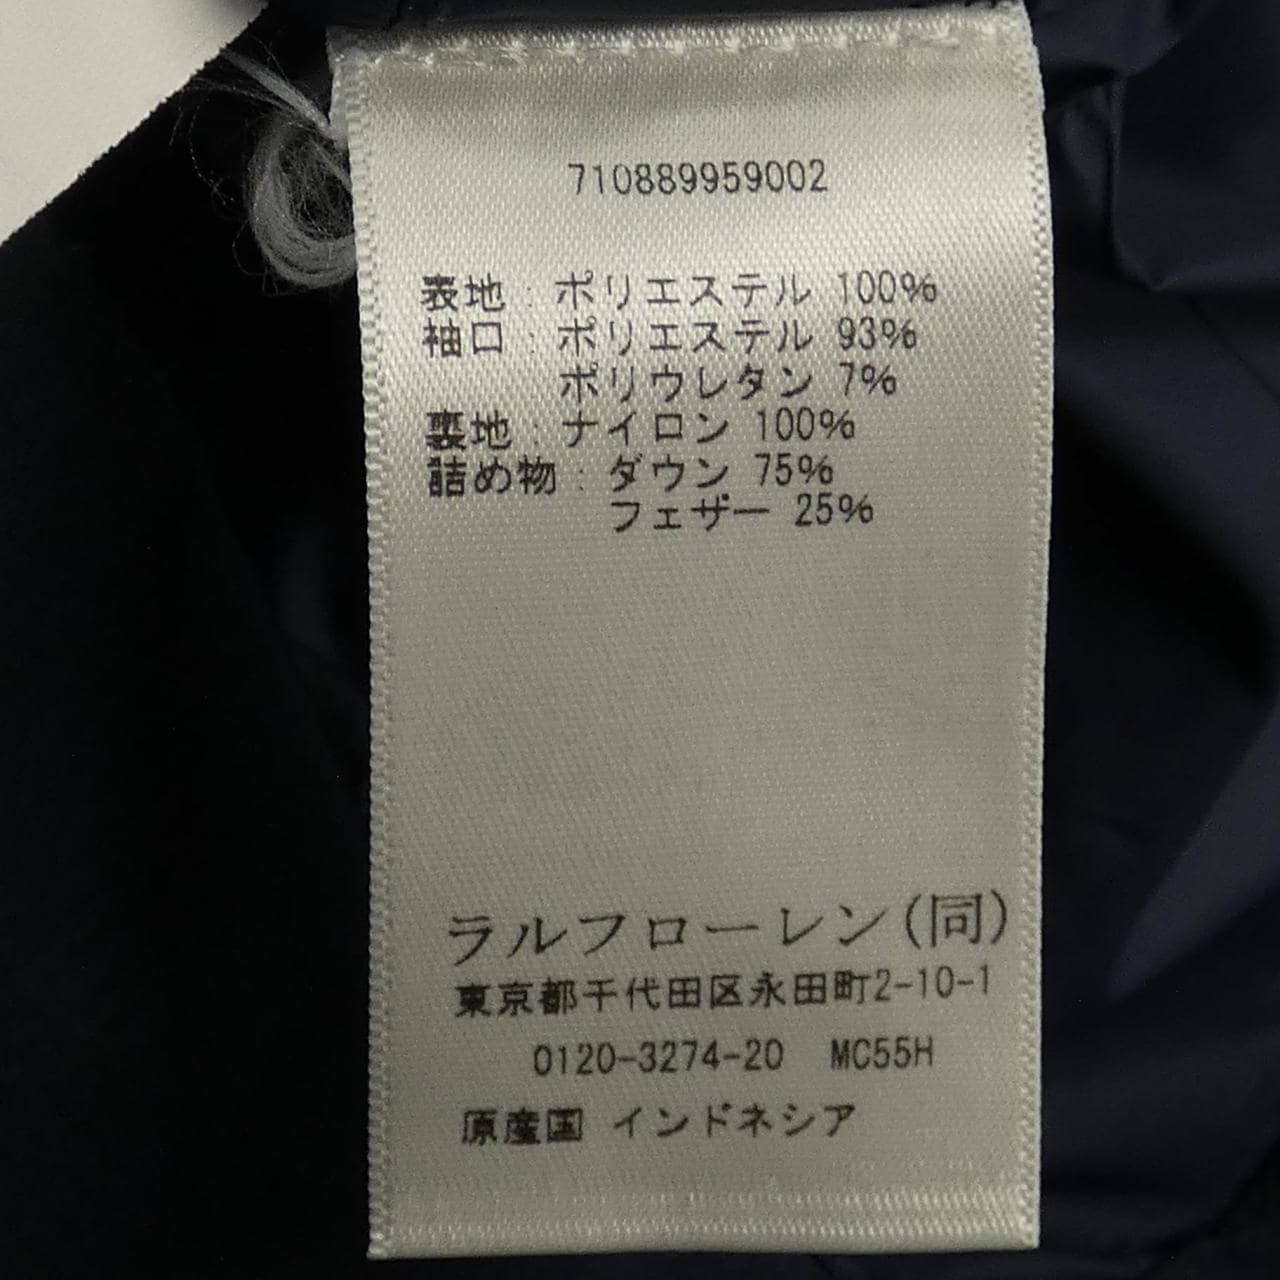 710889959002
表地:ポリエステル 100%
袖口:ポリエステル 93%
ポリウレタン 7%
裏地:ナイロン 100%
詰め物:ダウン 75%
フェザー 25%
ラルフローレン(同)
東京都千代田区永田町2-10-1
0120-3274-20 MC55H
原産国 インドネシア